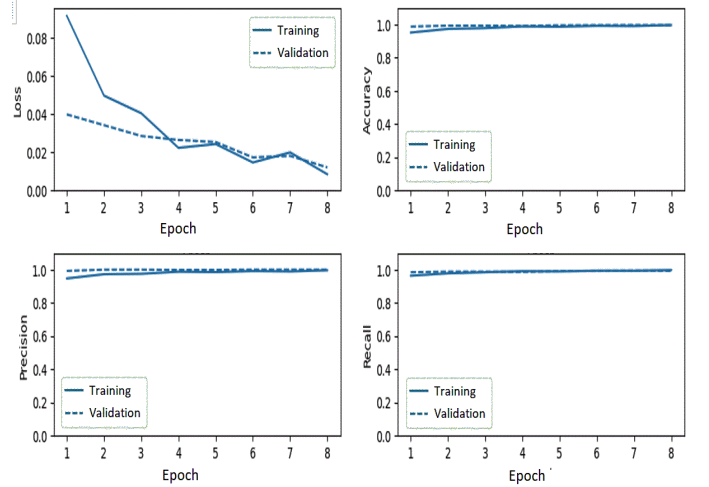 0.08
0.06
0.04
0.02
0.00
Loss
Training
Validation
1 2 3 4 5 6 7 8
Epoch
1.0
0.8
0.6
0.4
0.2
0.0
Accuracy
Training
Validation
1 2 3 4 5 6 7 8
Epoch
1.0
0.8
0.6
0.4
0.2
0.0
Precision
Training
Validation
1 2 3 4 5 6 7 8
Epoch
1.0
0.8
0.6
0.4
0.2
0.0
Recall
Training
Validation
1 2 3 4 5 6 7 8
Epoch